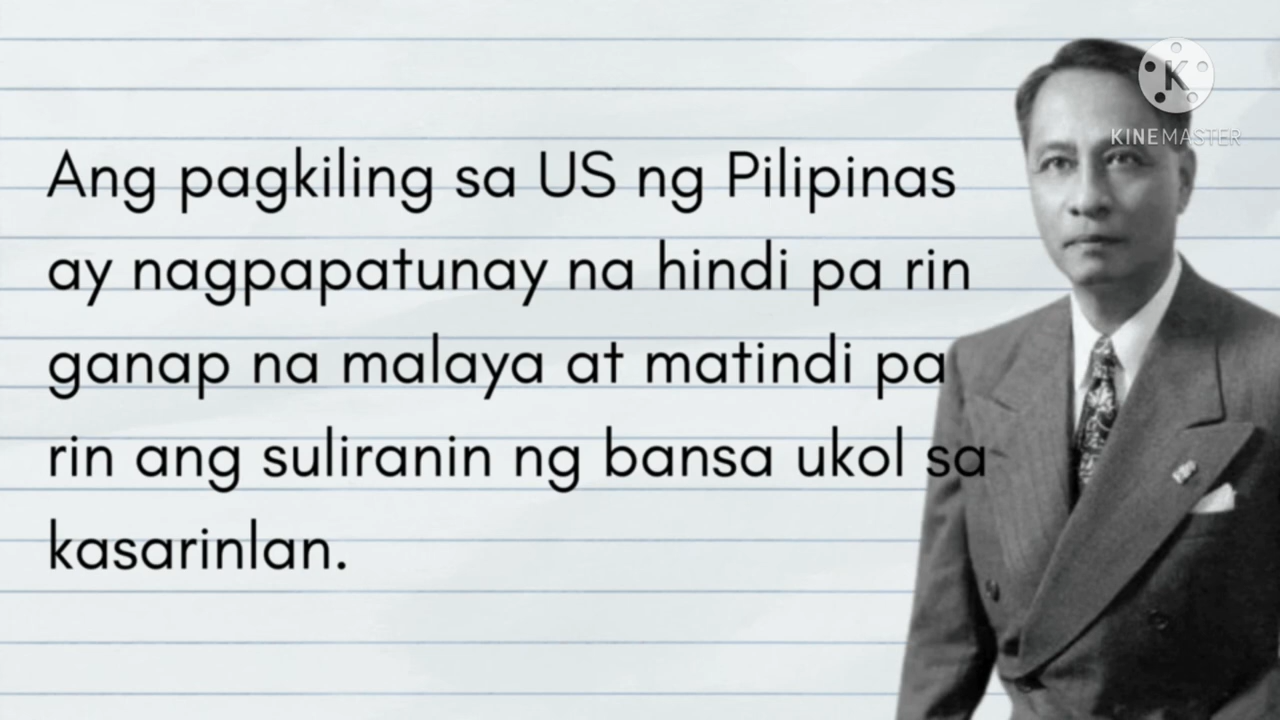 KINEMASTER
Ang pagkiling sa US ng Pilipinas
ay nagpapatunay na hindi pa rin
ganap na malaya at matindi pa
rin ang suliranin ng bansa ukol sa
kasarinlan.